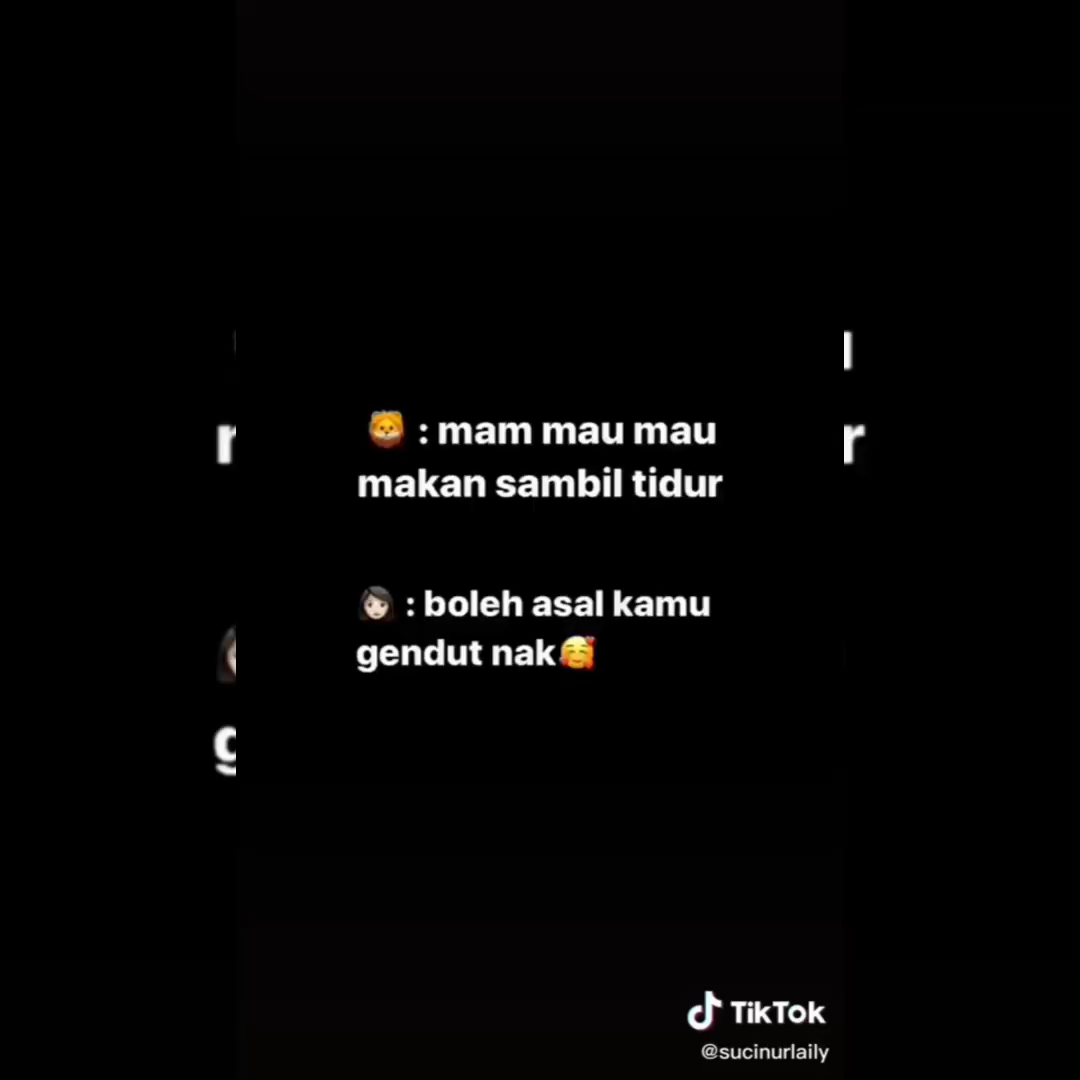 🦁 : mam mau mau
makan sambil tidur
👩🏻 : boleh asal kamu
gendut nak🥰
TikTok
@sucinurlaily